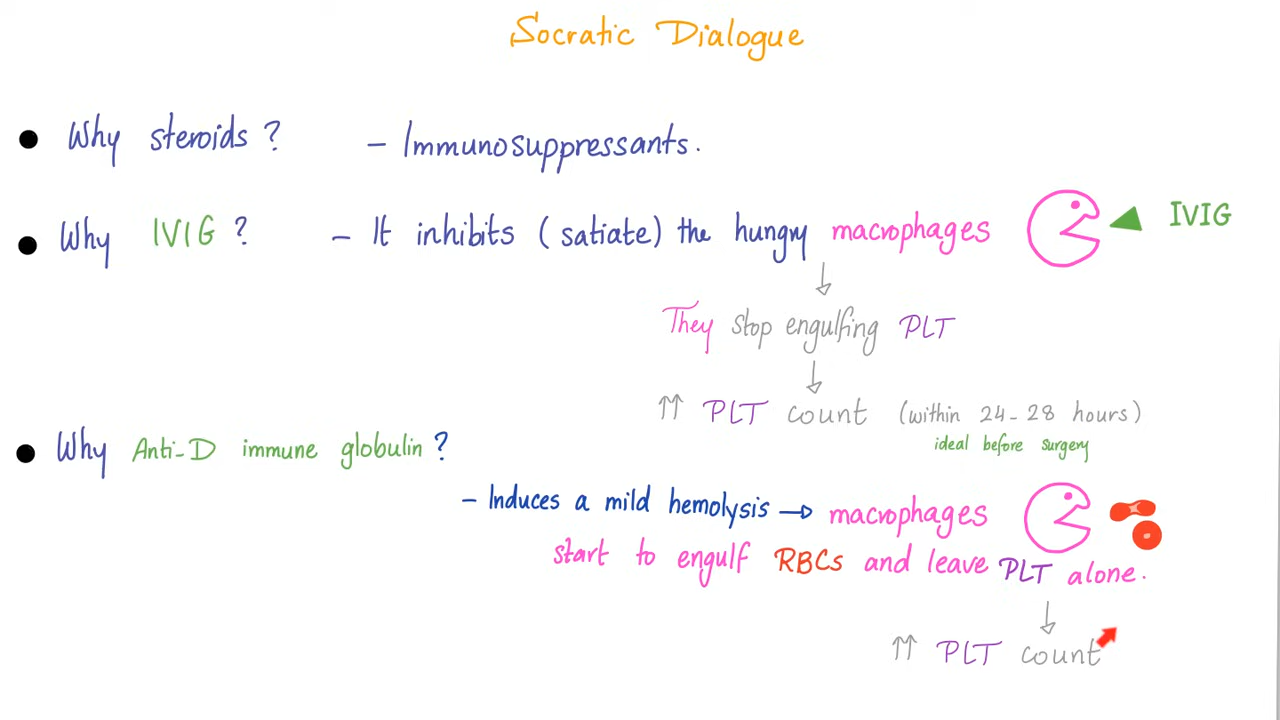 Socratic Dialogue
Why steroids? - Immunosuppressants.
Why IVIG? - It inhibits (satiate) the hungry macrophages IVIG
They stop engulfing PLT
↑↑ PLT count (within 24-28 hours)
ideal before surgery
Why Anti-D immune globulin?
- Induces a mild hemolysis → macrophages
start to engulf RBCs and leave PLT alone.
↑↑ PLT count